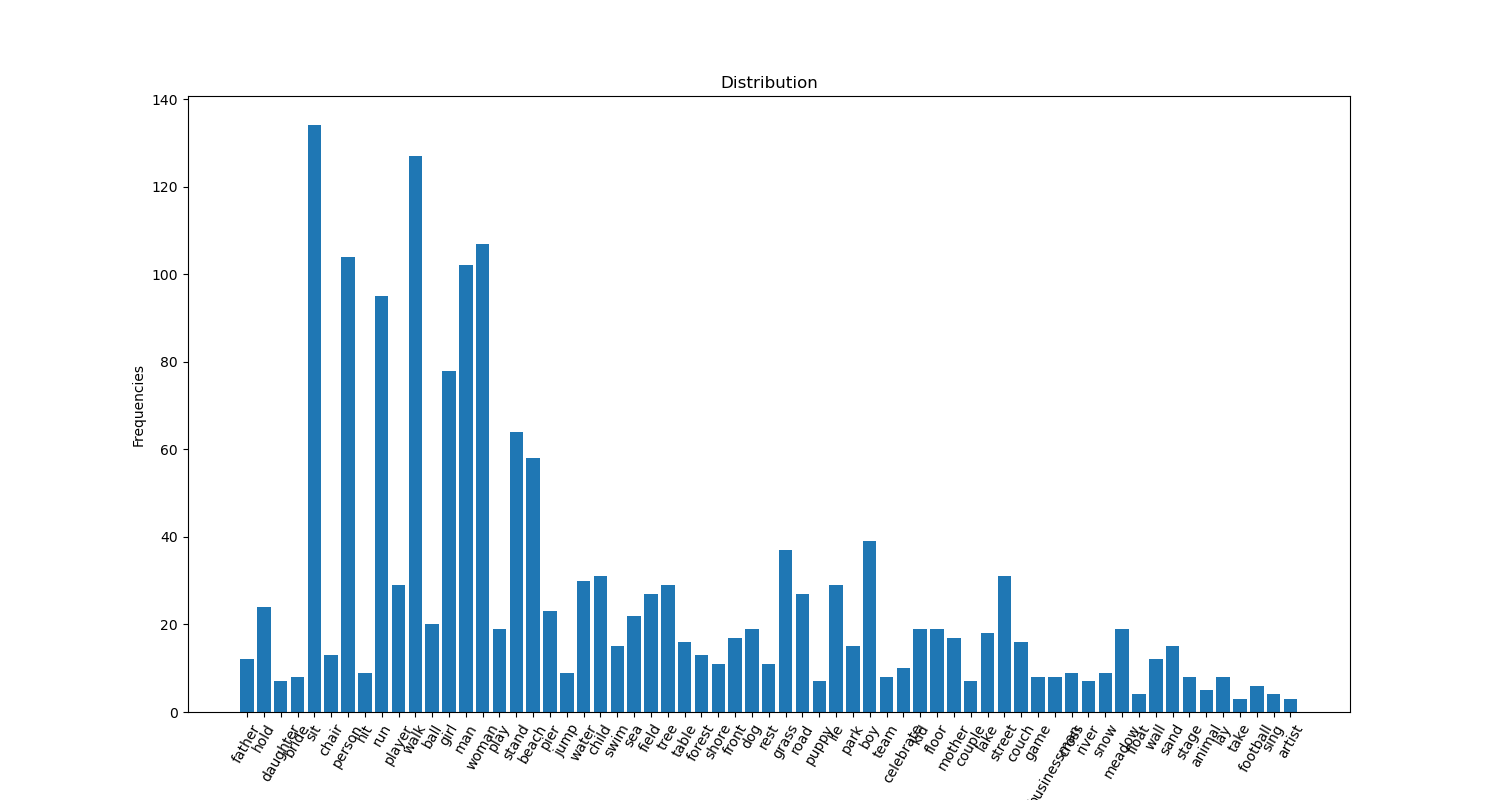 Distribution
140
120
100
80
60
40
20
0
Frequencies
father
hold
daughter
bride
sit
chair
person
hit
run
player
walk
ball
girl
man
woman
play
stand
beach
pier
jump
water
child
swim
sea
field
tree
table
forest
shore
front
dog
rest
grass
road
puppy
lie
park
boy
team
celebrate
floor
mother
couple
lake
street
couch
game
businessman
river
snow
meadow
float
wall
sand
stage
animal
lay
take
football
sing
artist